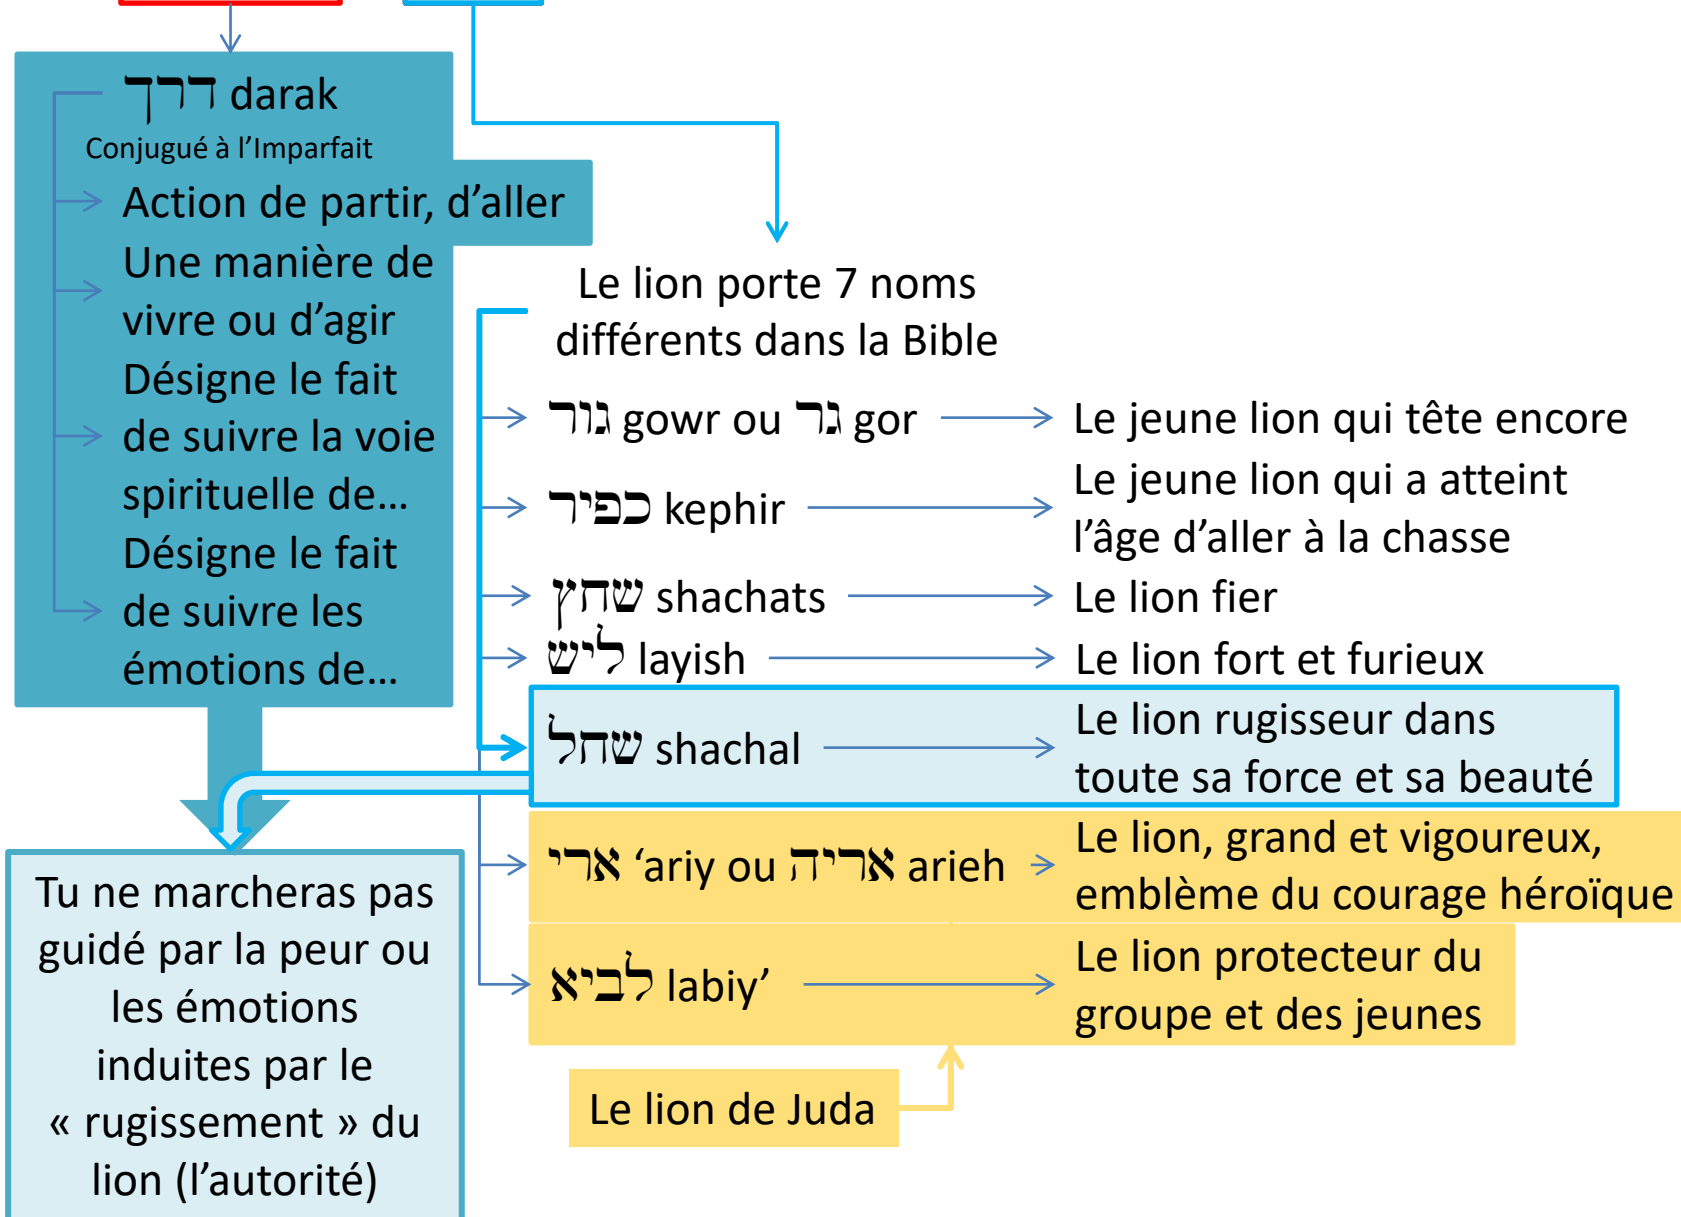 דרך darak
Conjugué à l’Imparfait
Action de partir, d’aller
Une manière de
vivre ou d’agir
Désigne le fait
de suivre la voie
spirituelle de…
Désigne le fait
de suivre les
émotions de…
Tu ne marcheras pas
guidé par la peur ou
les émotions
induites par le
« rugissement » du
lion (l’autorité)
Le lion porte 7 noms
différents dans la Bible
גור gowr ou גר gor
Le jeune lion qui tête encore
כפיר kephir
Le jeune lion qui a atteint
l’âge d’aller à la chasse
שחץ shachats
Le lion fier
ליש layish
Le lion fort et furieux
שחל shachal
Le lion rugisseur dans
toute sa force et sa beauté
ארי ‘ariy ou אריה arieh
Le lion, grand et vigoureux,
emblème du courage héroïque
לביא labiy’
Le lion protecteur du
groupe et des jeunes
Le lion de Juda